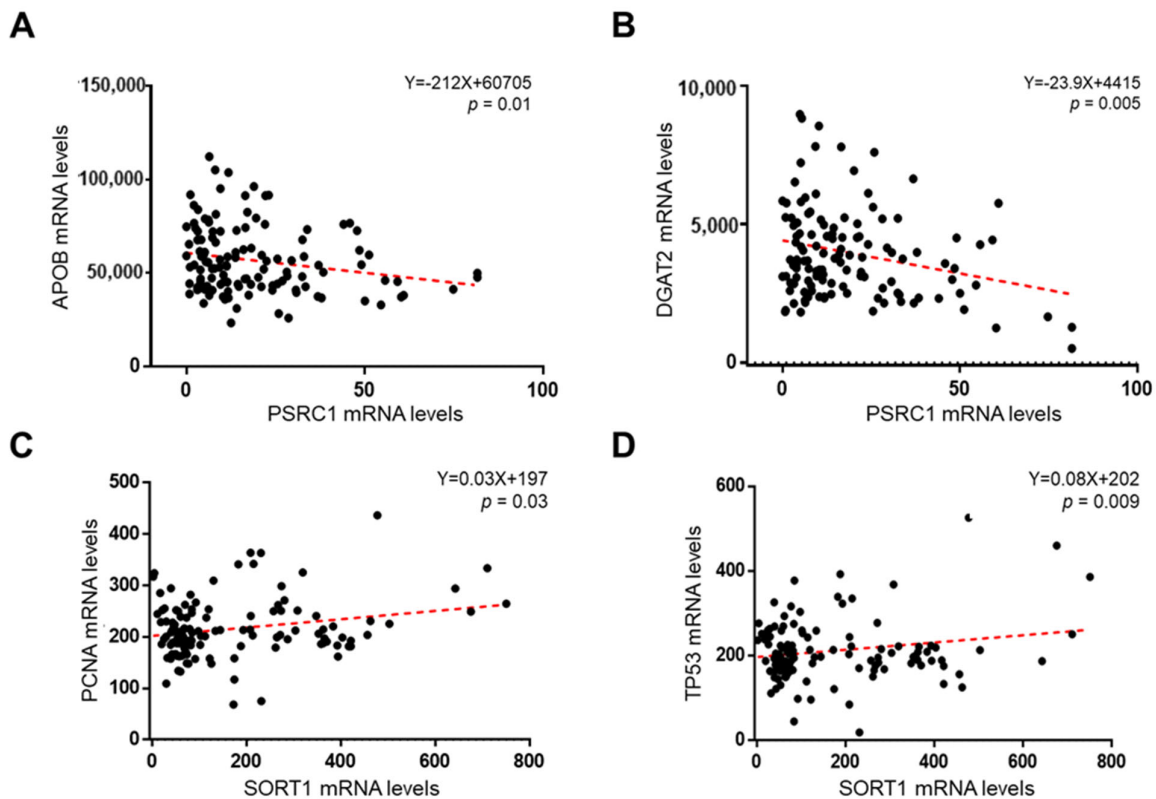 A
Y=-212X+60705
p = 0.01
150,000
100,000
50,000
0
APOB mRNA levels
0 50 100
PSRC1 mRNA levels
B
Y=-23.9X+4415
p = 0.005
10,000
5,000
0
DGAT2 mRNA levels
0 50 100
PSRC1 mRNA levels
C
Y=0.03X+197
p = 0.03
500
400
300
200
100
0
PCNA mRNA levels
0 200 400 600 800
SORT1 mRNA levels
D
Y=0.08X+202
p = 0.009
600
400
200
0
TP53 mRNA levels
0 200 400 600 800
SORT1 mRNA levels